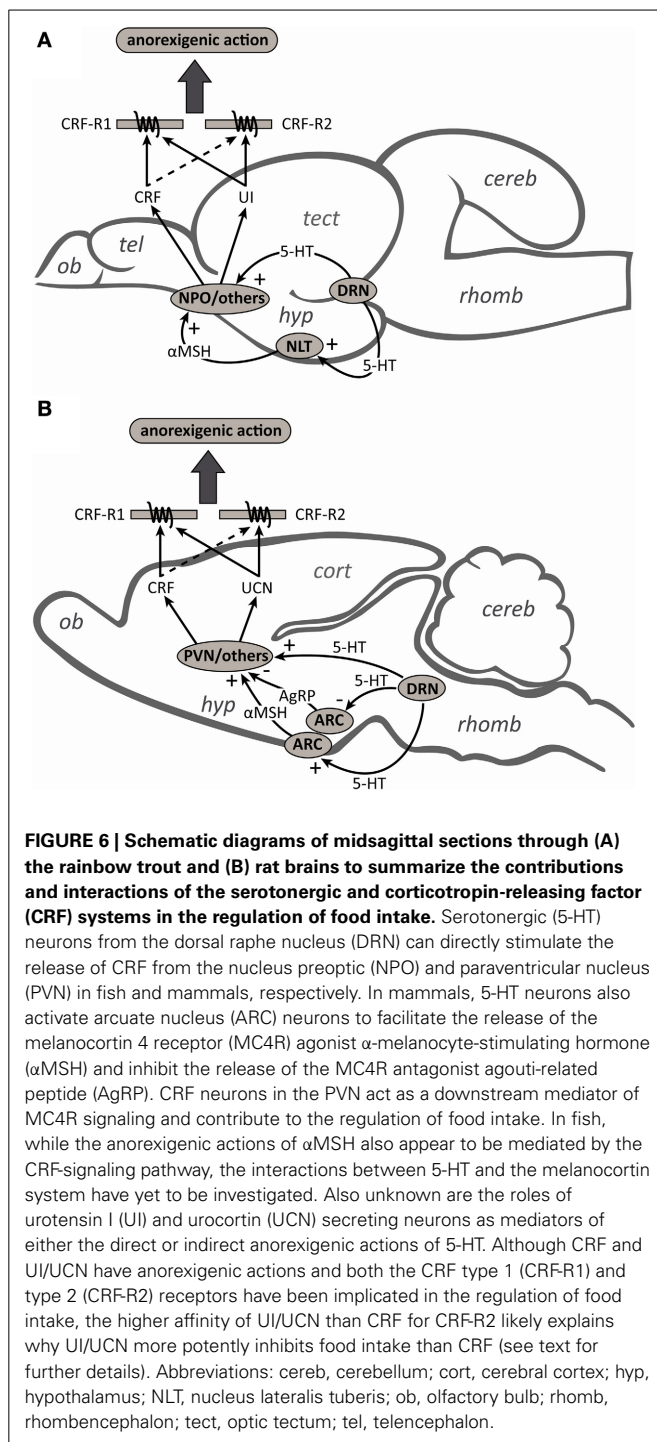 A
anorexigenic action
CRF-R1
CRF-R2
CRF
UI
cereb
tect
tel
ob
5-HT
+
NPO/others
DRN
rhomb
hyp
+
αMSH
NLT
+
5-HT
B
anorexigenic action
CRF-R1
CRF-R2
CRF
UCN
cort
cereb
ob
+
5-HT
PVN/others
-
+
5-HT
DRN
AgRP
-
hyp
αMSH
ARC
rhomb
ARC
+
5-HT
FIGURE 6 | Schematic diagrams of midsagittal sections through (A)
the rainbow trout and (B) rat brains to summarize the contributions
and interactions of the serotonergic and corticotropin-releasing factor
(CRF) systems in the regulation of food intake. Serotonergic (5-HT)
neurons from the dorsal raphe nucleus (DRN) can directly stimulate the
release of CRF from the nucleus preoptic (NPO) and paraventricular nucleus
(PVN) in fish and mammals, respectively. In mammals, 5-HT neurons also
activate arcuate nucleus (ARC) neurons to facilitate the release of the
melanocortin 4 receptor (MC4R) agonist α-melanocyte-stimulating hormone
(αMSH) and inhibit the release of the MC4R antagonist agouti-related
peptide (AgRP). CRF neurons in the PVN act as a downstream mediator of
MC4R signaling and contribute to the regulation of food intake. In fish,
while the anorexigenic actions of αMSH also appear to be mediated by the
CRF-signaling pathway, the interactions between 5-HT and the melanocortin
system have yet to be investigated. Also unknown are the roles of
urotensin I (UI) and urocortin (UCN) secreting neurons as mediators of
either the direct or indirect anorexigenic actions of 5-HT. Although CRF and
UI/UCN have anorexigenic actions and both the CRF type 1 (CRF-R1) and
type 2 (CRF-R2) receptors have been implicated in the regulation of food
intake, the higher affinity of UI/UCN than CRF for CRF-R2 likely explains
why UI/UCN more potently inhibits food intake than CRF (see text for
further details). Abbreviations: cereb, cerebellum; cort, cerebral cortex; hyp,
hypothalamus; NLT, nucleus lateralis tuberis; ob, olfactory bulb; rhomb,
rhombencephalon; tect, optic tectum; tel, telencephalon.